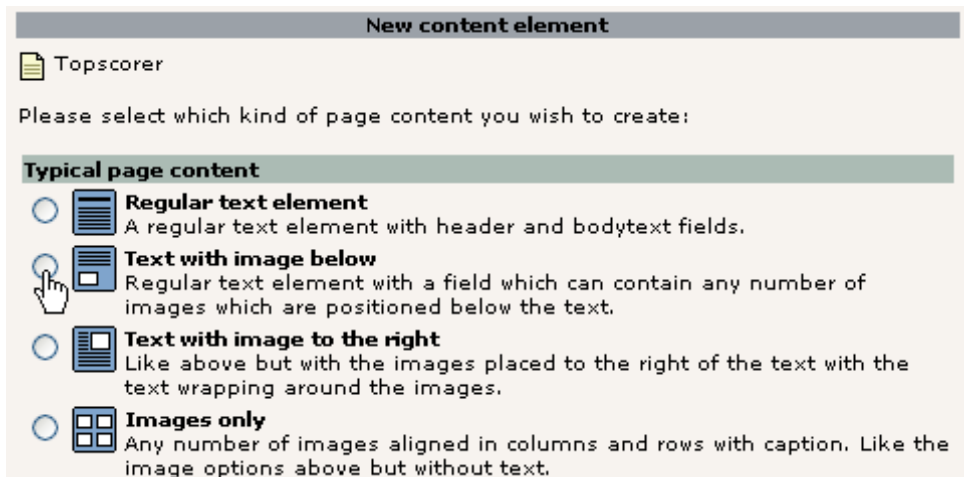 New content element
Topscorer
Please select which kind of page content you wish to create:
Typical page content
Regular text element
A regular text element with header and bodytext fields.
Text with image below
Regular text element with a field which can contain any number of
images which are positioned below the text.
Text with image to the right
Like above but with the images placed to the right of the text with the
text wrapping around the images.
Images only
Any number of images aligned in columns and rows with caption. Like the
image options above but without text.